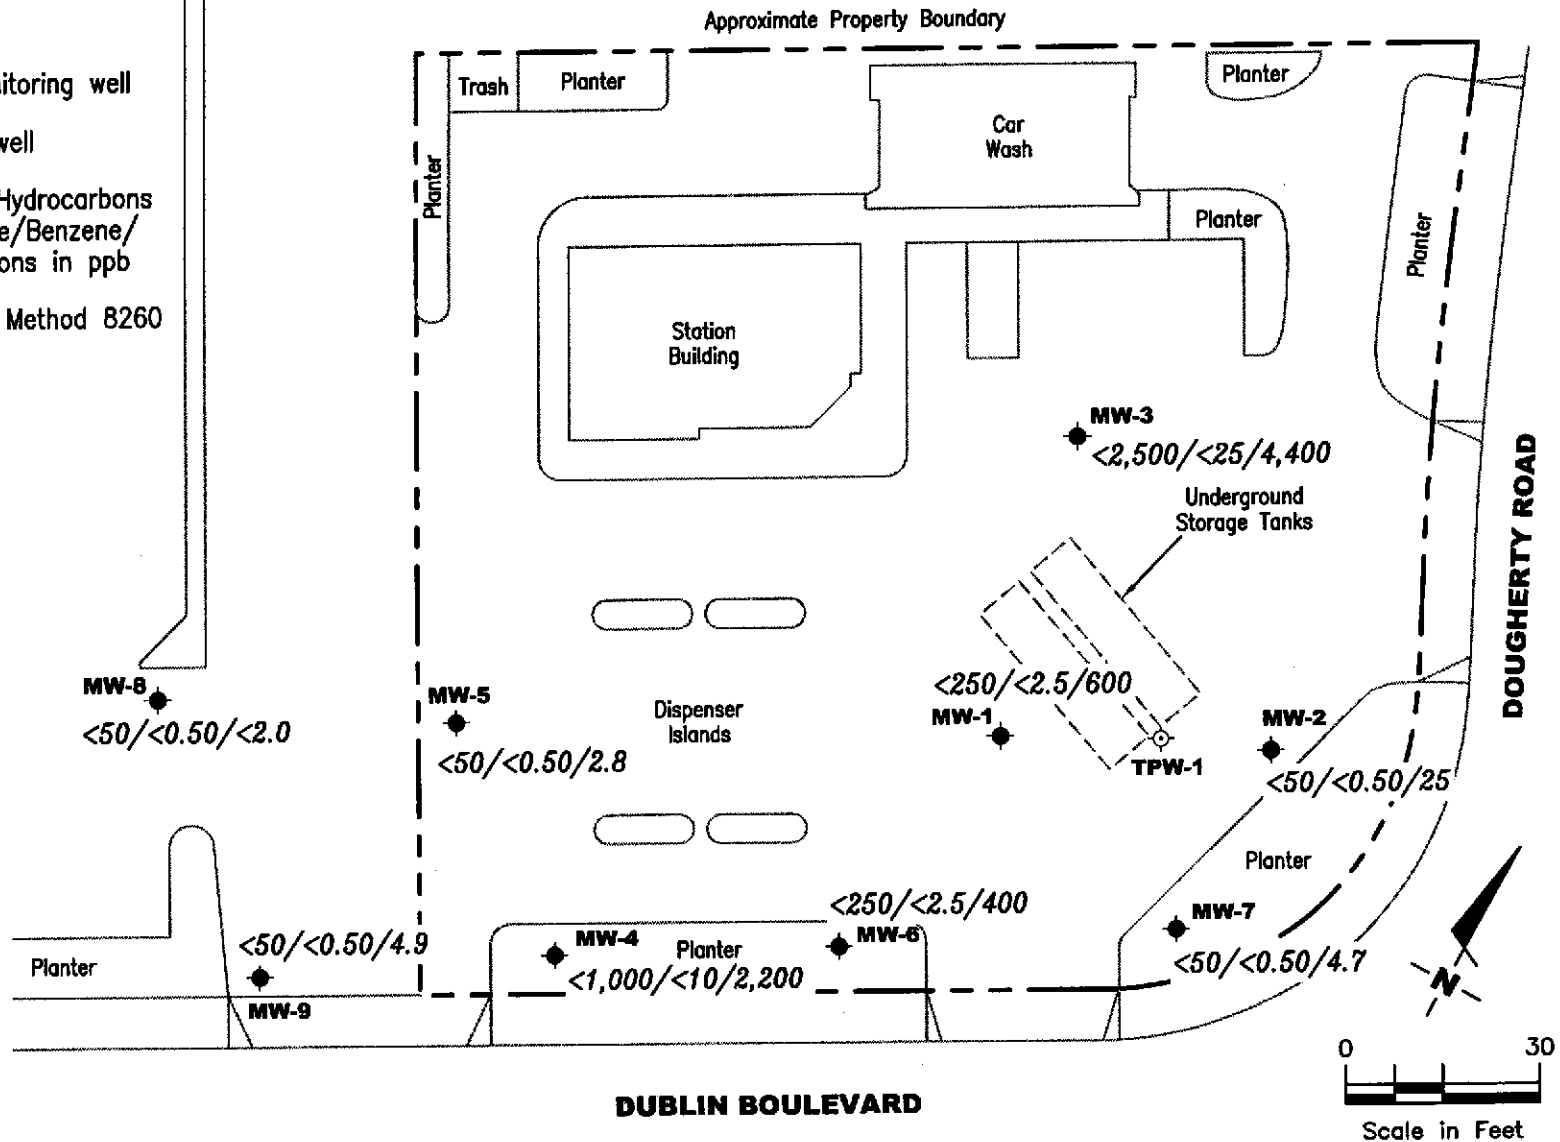 Approximate Property Boundary
itoring well
well
Hydrocarbons
e/Benzene/
ons in ppb
Method 8260
Trash
Planter
Planter
Planter
Car
Wash
Planter
Planter
Station
Building
MW-3
<2,500/<25/4,400
Underground
Storage Tanks
DOUGHERTY ROAD
MW-8
<50/<0.50/<2.0
MW-5
<50/<0.50/2.8
Dispenser
Islands
<250/<2.5/600
MW-1
TPW-1
MW-2
<50/<0.50/25
Planter
<250/<2.5/400
MW-6
MW-7
<50/<0.50/4.7
MW-4
Planter
<1,000/<10/2,200
<50/<0.50/4.9
MW-9
Planter
N
0 30
Scale in Feet
DUBLIN BOULEVARD